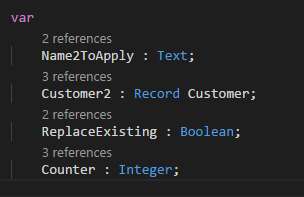 var
2 references
Name2ToApply : Text;
3 references
Customer2 : Record Customer;
2 references
ReplaceExisting : Boolean;
3 references
Counter : Integer;